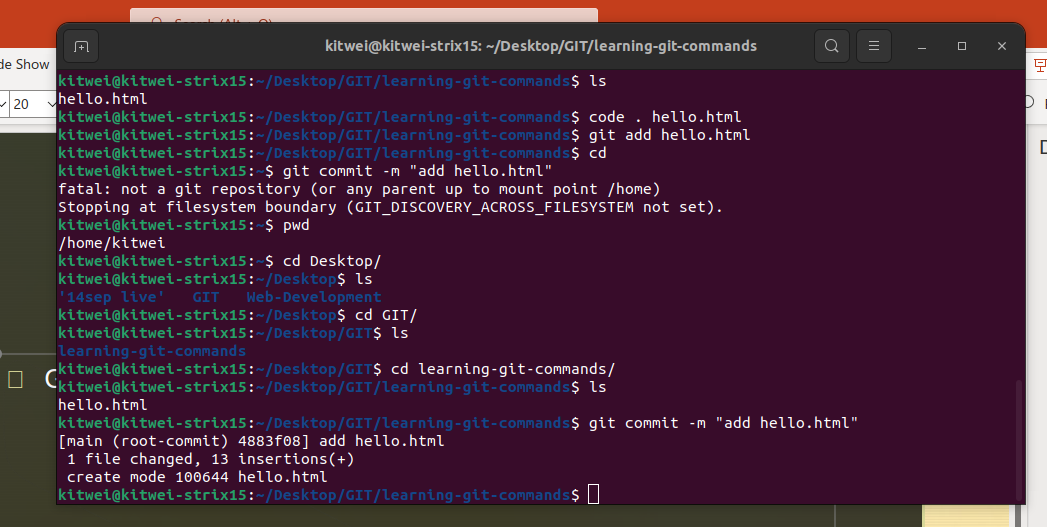 Search (Alt + Q)
kitwei@kitwei-strix15: ~/Desktop/GIT/learning-git-commands
de Show
20
kitwei@kitwei-strix15:~/Desktop/GIT/learning-git-commands$ ls
hello.html
kitwei@kitwei-strix15:~/Desktop/GIT/learning-git-commands$ code . hello.html
kitwei@kitwei-strix15:~/Desktop/GIT/learning-git-commands$ git add hello.html
kitwei@kitwei-strix15:~/Desktop/GIT/learning-git-commands$ cd
kitwei@kitwei-strix15:~$ git commit -m "add hello.html"
fatal: not a git repository (or any parent up to mount point /home)
Stopping at filesystem boundary (GIT_DISCOVERY_ACROSS_FILESYSTEM not set).
kitwei@kitwei-strix15:~$ pwd
/home/kitwei
kitwei@kitwei-strix15:~$ cd Desktop/
kitwei@kitwei-strix15:~/Desktop$ ls
'14sep live'   GIT   Web-Development
kitwei@kitwei-strix15:~/Desktop$ cd GIT/
kitwei@kitwei-strix15:~/Desktop/GIT$ ls
learning-git-commands
kitwei@kitwei-strix15:~/Desktop/GIT$ cd learning-git-commands/
kitwei@kitwei-strix15:~/Desktop/GIT/learning-git-commands$ ls
hello.html
kitwei@kitwei-strix15:~/Desktop/GIT/learning-git-commands$ git commit -m "add hello.html"
[main (root-commit) 4883f08] add hello.html
 1 file changed, 13 insertions(+)
 create mode 100644 hello.html
kitwei@kitwei-strix15:~/Desktop/GIT/learning-git-commands$